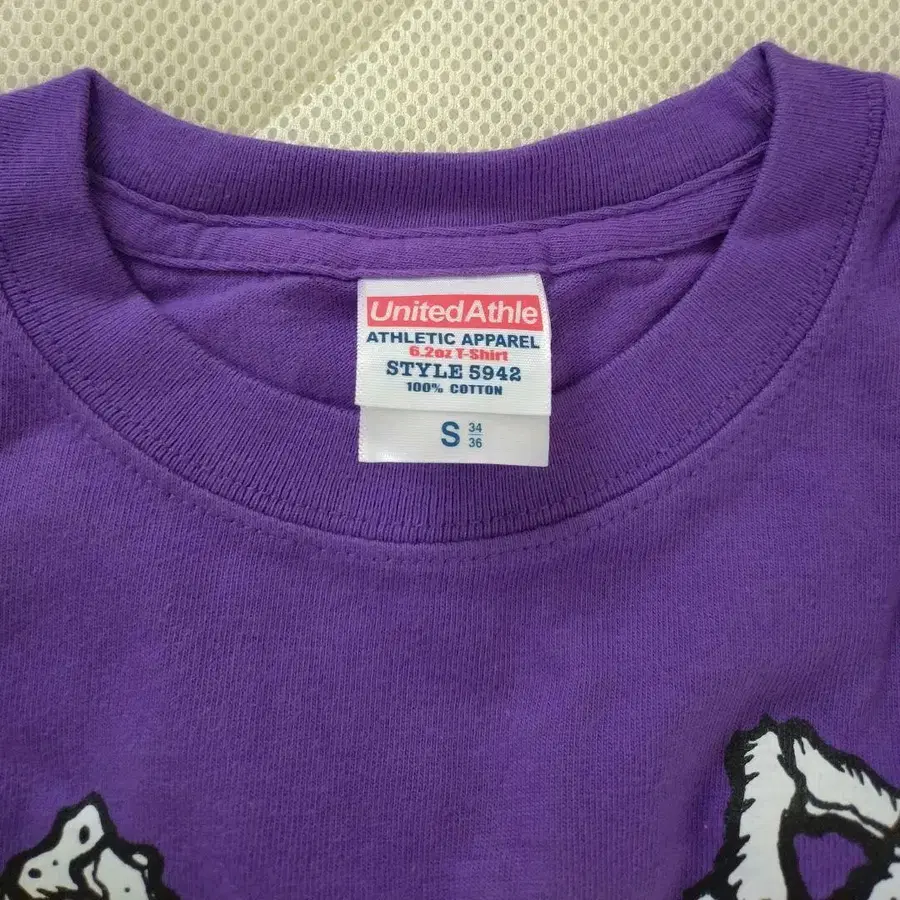 UnitedAthle
ATHLETIC APPAREL
6.2oz T-Shirt
STYLE 5942
100% COTTON
S 34
36